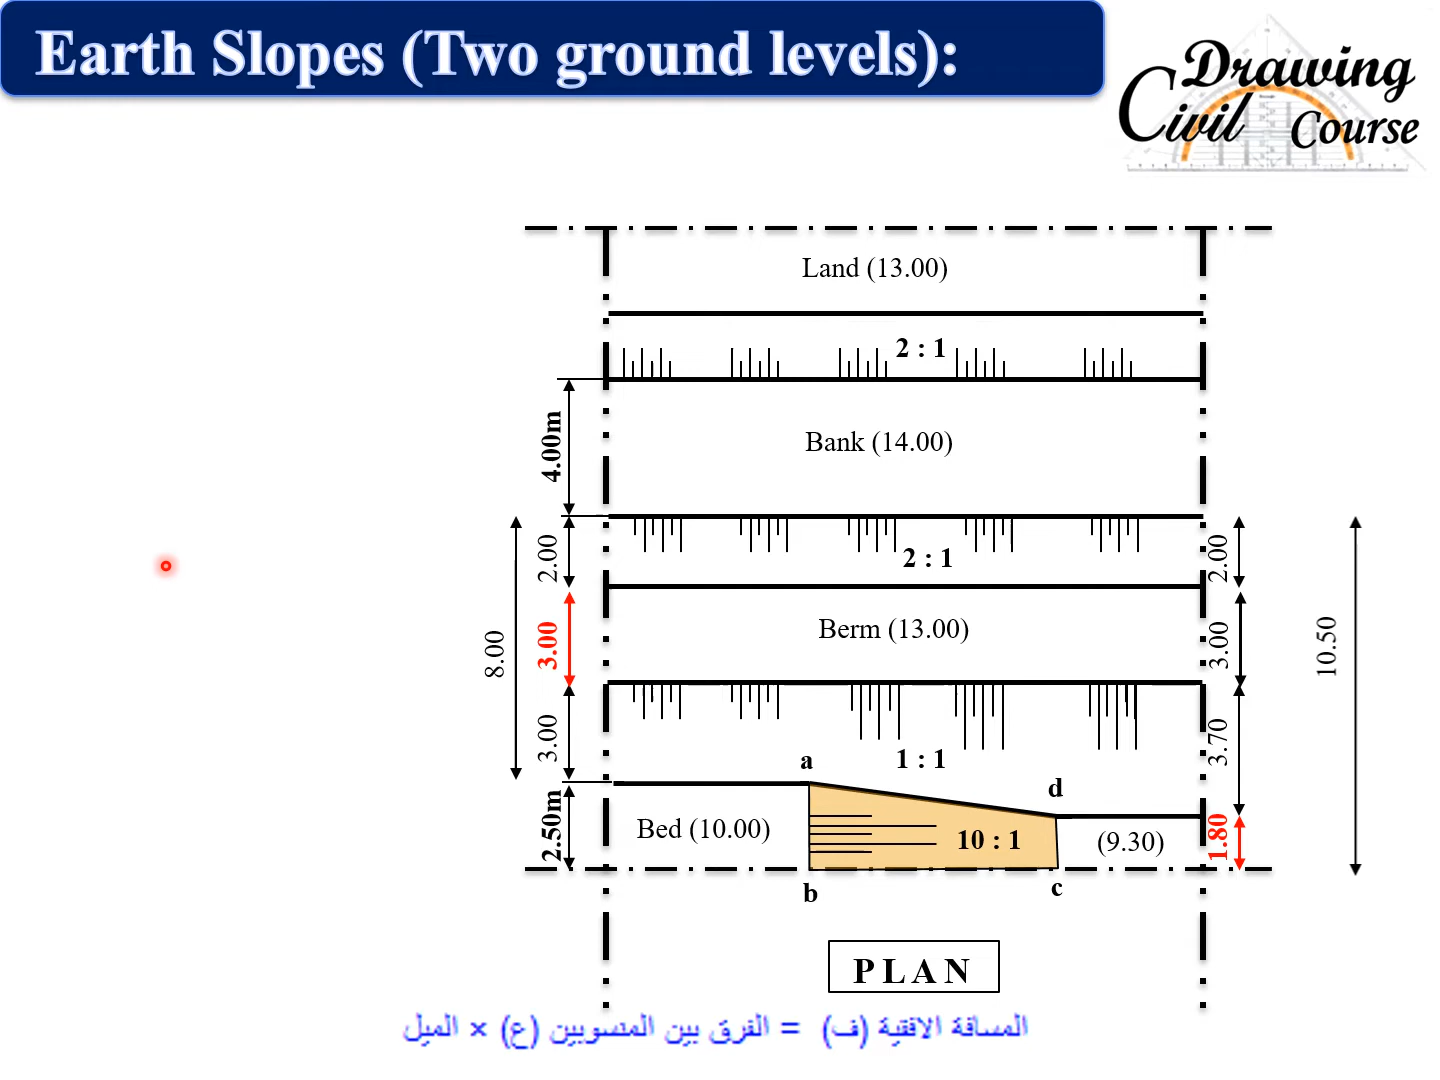 Earth Slopes (Two ground levels):
Drawing
Civil Course
Land (13.00)
2 : 1
4.00m
Bank (14.00)
2.00
2 : 1
2.00
8.00
3.00
Berm (13.00)
3.00
10.50
3.00
1 : 1
3.70
a
d
2.50m
Bed (10.00)
10 : 1
(9.30)
1.80
b
c
PLAN
المسافة الافقية (ف) = الفرق بين المنسوبين (ع) × الميل